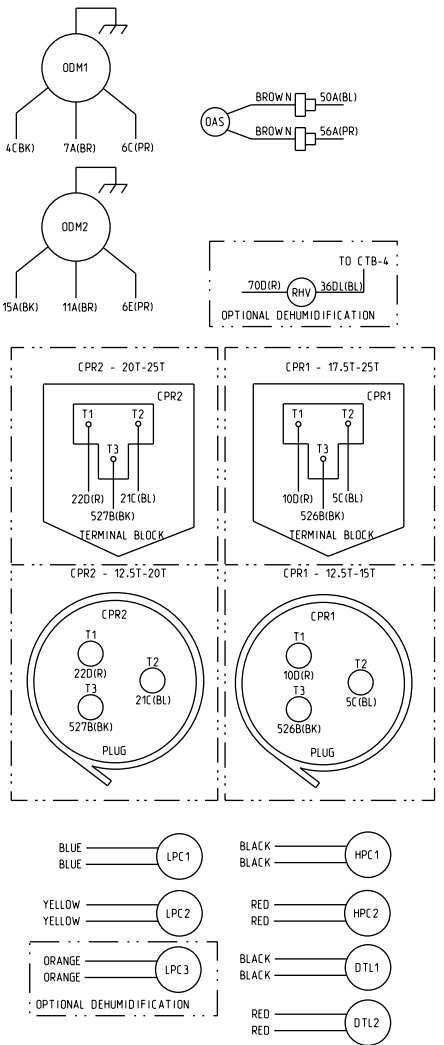 ODM1
4CBK)
7A(BR)
6C(PR)
OAS
BROWN
50A(BL)
BROWN
56A(PR)
ODM2
15A(BK)
11A(BR)
6E(PR)
TO CTB-4
70D(R)
RHV
36DL(BL)
OPTIONAL DEHUMIDIFICATION
CPR2 - 20T-25T
CPR2
T1
T2
T3
22D(R)
21C(BL)
527B(BK)
TERMINAL BLOCK
CPR1 - 17.5T-25T
CPR1
T1
T2
T3
10D(R)
5C(BL)
526B(BK)
TERMINAL BLOCK
CPR2 - 12.5T-20T
CPR2
T1
22D(R)
T2
21C(BL)
T3
527B(BK)
PLUG
CPR1 - 12.5T-15T
CPR1
T1
10D(R)
T2
5C(BL)
T3
526B(BK)
PLUG
BLUE
BLUE
LPC1
YELLOW
YELLOW
LPC2
ORANGE
ORANGE
LPC3
OPTIONAL DEHUMIDIFICATION
BLACK
BLACK
HPC1
RED
RED
HPC2
BLACK
BLACK
DTL1
RED
RED
DTL2